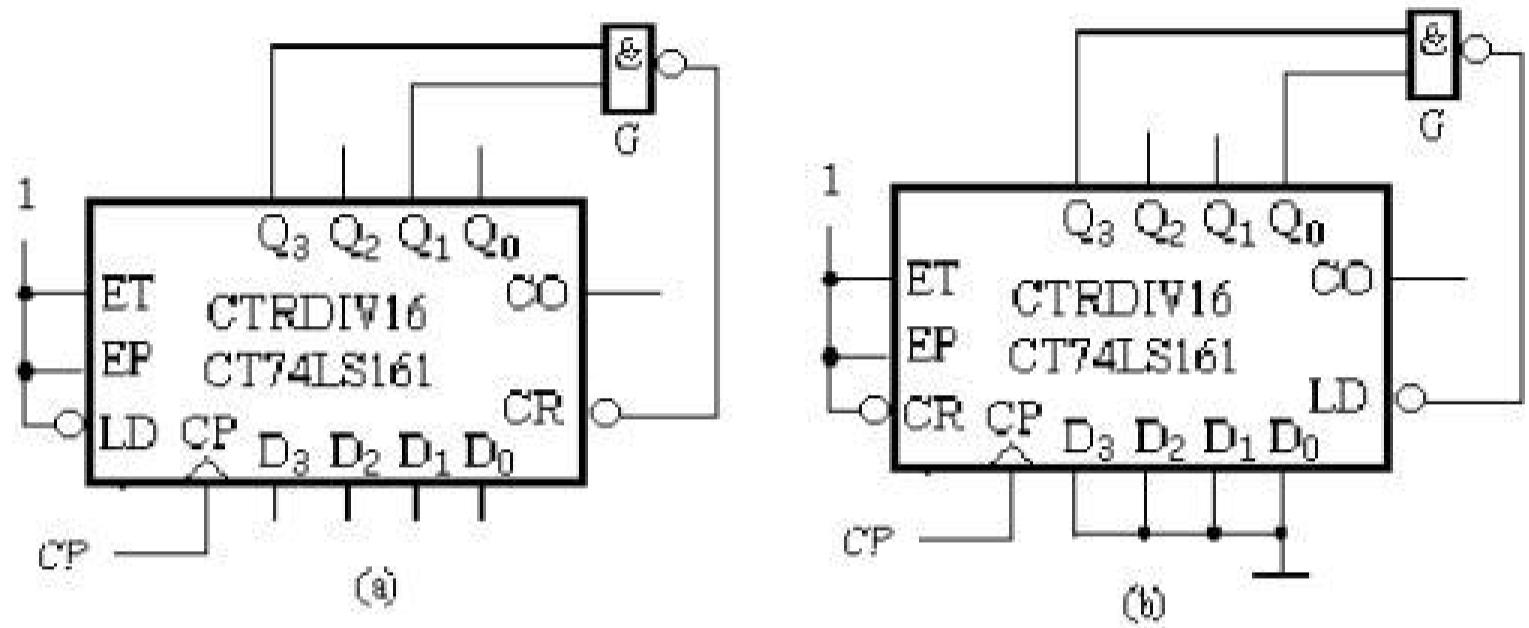 &
G
1
Q3 Q2 Q1 Q0
ET
CO
CTRDIV16
EP
CT74LS161
CR
LD
CP
D3 D2 D1 D0
CP
(a)
&
G
1
Q3 Q2 Q1 Q0
ET
CO
CTRDIV16
EP
CT74LS161
LD
CR
CP
D3 D2 D1 D0
CP
(b)